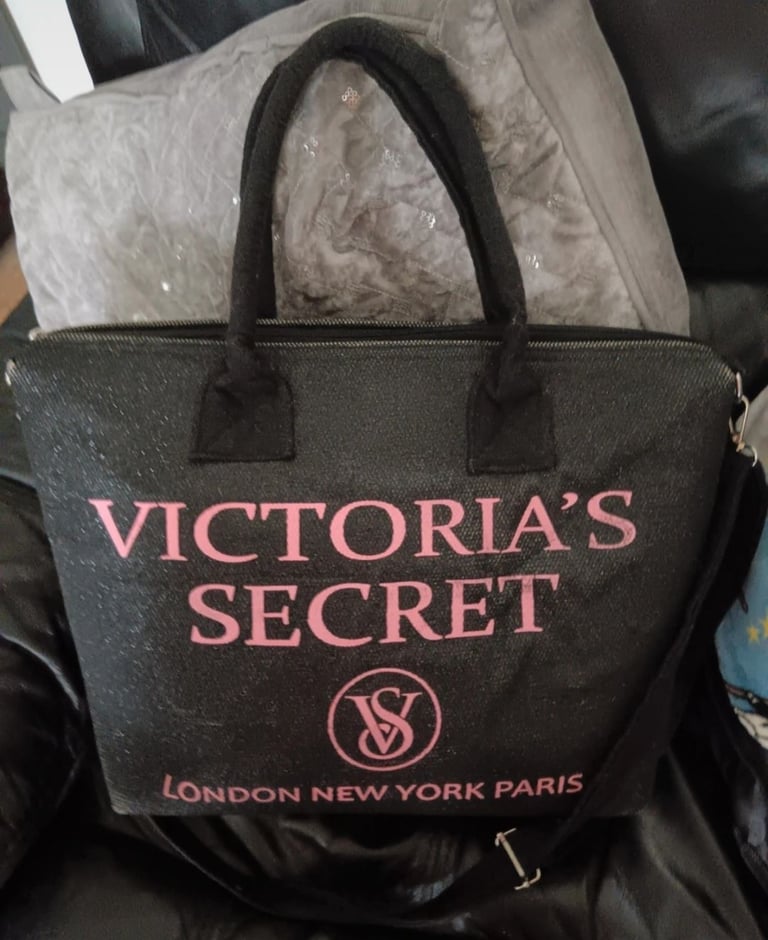 VICTORIA'S
SECRET
VS
LONDON NEW YORK PARIS